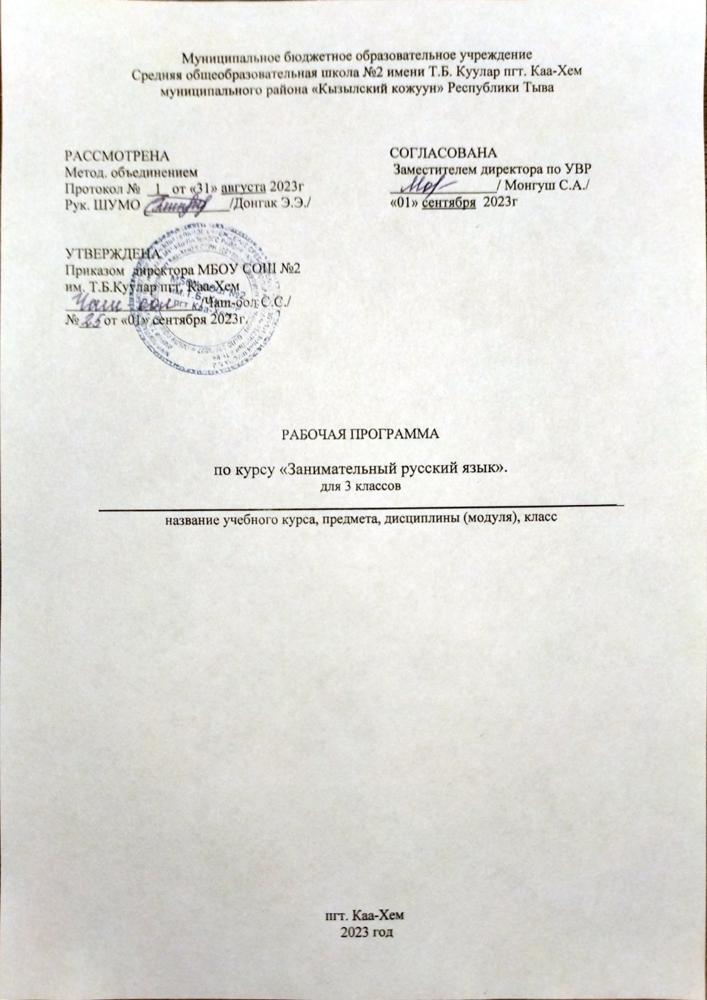 Муниципальное бюджетное образовательное учреждение
Средняя общеобразовательная школа №2 имени Т.Б. Куулар пгт. Каа-Хем
муниципального района «Кызылский кожуун» Республики Тыва
РАССМОТРЕНА
Метод. объединением
Протокол № 1 от «31» августа 2023г
Рук. ШУМО /Донгак Э.Э./
СОГЛАСОВАНА
Заместителем директора по УВР
/ Монгуш С.А./
«01» сентября 2023г
УТВЕРЖДЕНА
Приказом директора МБОУ СОШ №2
им. Т.Б.Куулар пгт. Каа-Хем
Чаш-оол /Чаш-оол С.С./
№ 25 от «01» сентября 2023г.
РАБОЧАЯ ПРОГРАММА
по курсу «Занимательный русский язык».
для 3 классов
название учебного курса, предмета, дисциплины (модуля), класс
пгт. Каа-Хем
2023 год